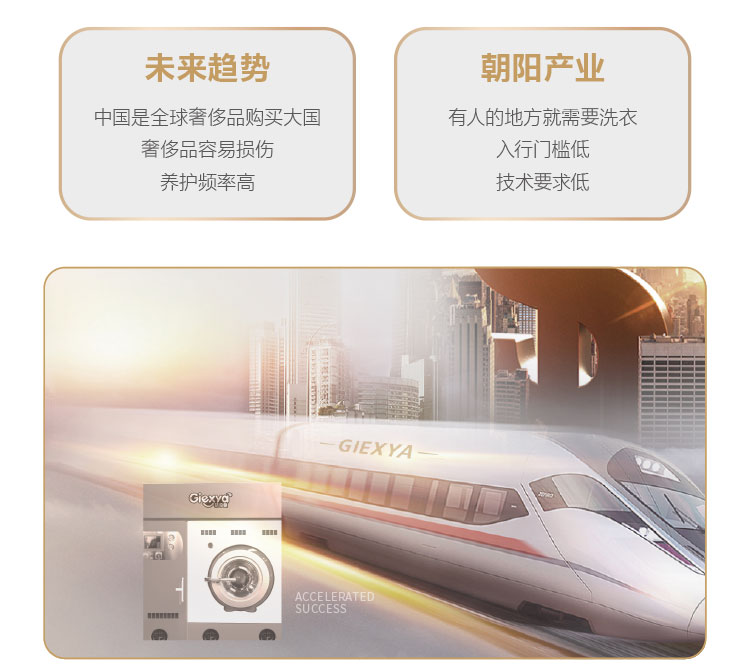 未来趋势
中国是全球奢侈品购买大国
奢侈品容易损伤
养护频率高
朝阳产业
有人的地方就需要洗衣
入行门槛低
技术要求低
GIEXYA
Giexya
ACCELERATED
SUCCESS